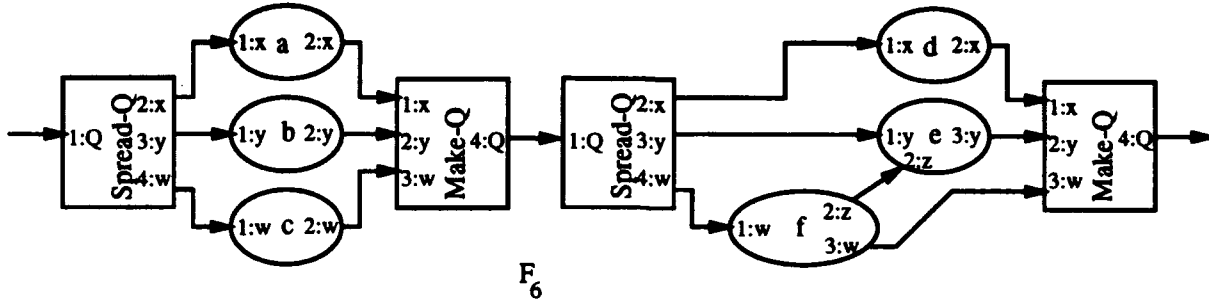 1:x a 2:x
1:Q Spread-Q 2:x 3:y 4:w
1:y b 2:y
1:w c 2:w
1:x 2:y 3:w Make-Q 4:Q
1:Q Spread-Q 2:x 3:y 4:w
1:x d 2:x
1:y e 3:y
2:z
1:w f 2:z
3:w
1:x 2:y 3:w Make-Q 4:Q
F6